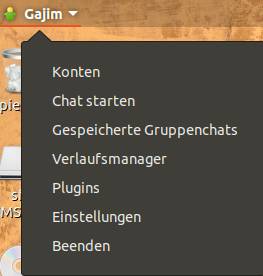 Gajim
Konten
Chat starten
Gespeicherte Gruppenchats
Verlaufsmanager
Plugins
Einstellungen
Beenden